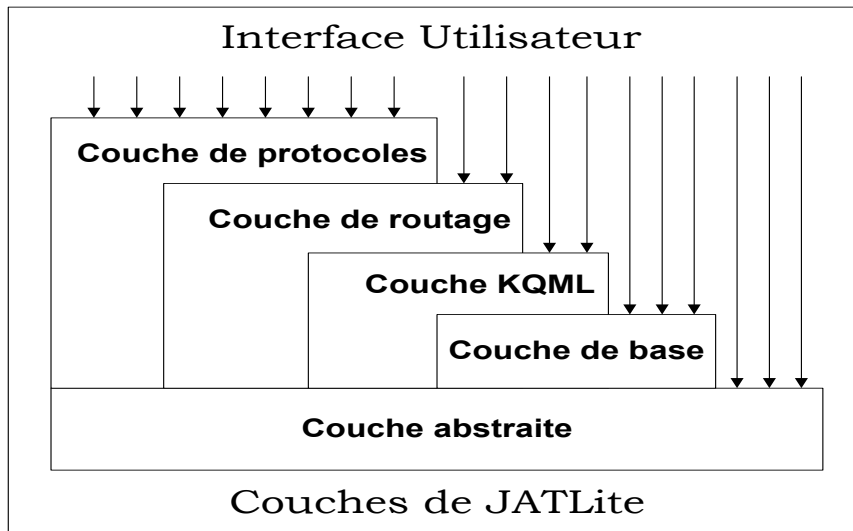 Interface Utilisateur
Couche de protocoles
Couche de routage
Couche KQML
Couche de base
Couche abstraite
Couches de JATLite